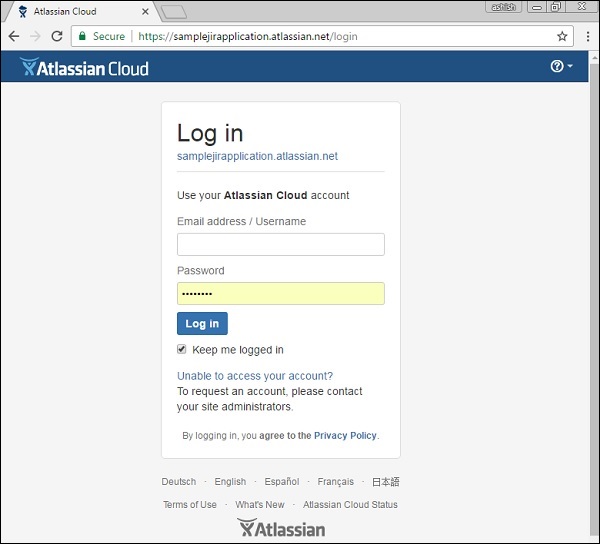 Atlassian Cloud
ashish
Secure
https://samplejirapplication.atlassian.net/login
Atlassian Cloud
Log in
samplejirapplication.atlassian.net
Use your Atlassian Cloud account
Email address / Username
Password
••••••••
Log in
Keep me logged in
Unable to access your account?
To request an account, please contact
your site administrators.
By logging in, you agree to the Privacy Policy.
Deutsch · English · Español · Français · 日本語
Terms of Use · What's New · Atlassian Cloud Status
Atlassian